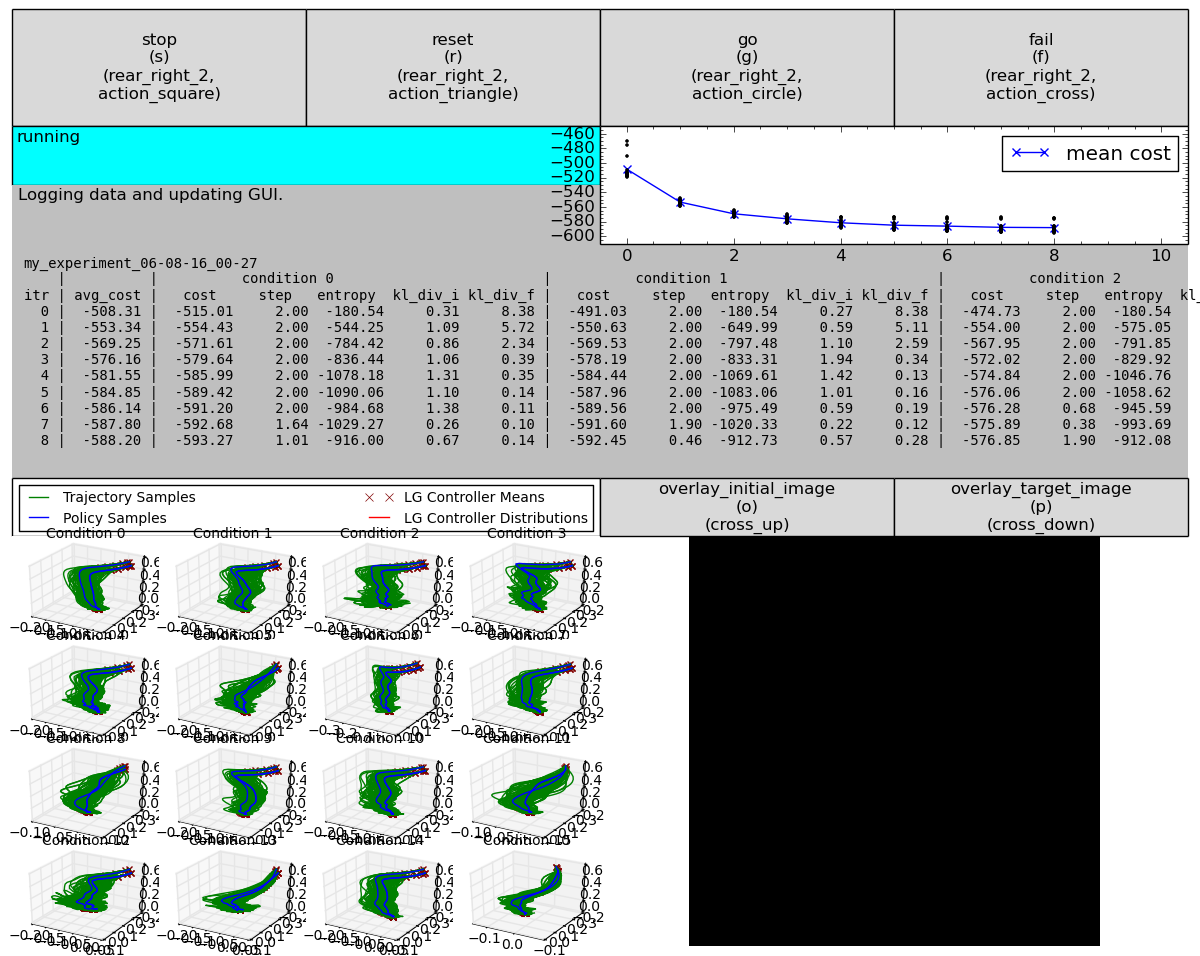 stop
(s)
(rear_right_2,
action_square)
reset
(r)
(rear_right_2,
action_triangle)
go
(g)
(rear_right_2,
action_circle)
fail
(f)
(rear_right_2,
action_cross)
running
Logging data and updating GUI.
−460
−480
−500
−520
−540
−560
−580
−600
mean cost
0 2 4 6 8 10
my_experiment_06-08-16_00-27
| | condition 0 | condition 1 | condition 2
itr | avg_cost | cost step entropy kl_div_i kl_div_f | cost step entropy kl_div_i kl_div_f | cost step entropy
0 | -508.31 | -515.01 2.00 -180.54 0.31 8.38 | -491.03 2.00 -180.54 0.27 8.38 | -474.73 2.00 -180.54
1 | -553.34 | -554.43 2.00 -544.25 1.09 5.72 | -550.63 2.00 -649.99 0.59 5.11 | -554.00 2.00 -575.05
2 | -569.25 | -571.61 2.00 -784.42 0.86 2.34 | -569.53 2.00 -797.48 1.10 2.59 | -567.95 2.00 -791.85
3 | -576.16 | -579.64 2.00 -836.44 1.06 0.39 | -578.19 2.00 -833.31 1.94 0.34 | -572.02 2.00 -829.92
4 | -581.55 | -585.99 2.00 -1078.18 1.31 0.35 | -584.44 2.00 -1069.61 1.42 0.13 | -574.84 2.00 -1046.76
5 | -584.85 | -589.42 2.00 -1090.06 1.10 0.14 | -587.96 2.00 -1083.06 1.01 0.16 | -576.06 2.00 -1058.62
6 | -586.14 | -591.20 2.00 -984.68 1.38 0.11 | -589.56 2.00 -975.49 0.59 0.19 | -576.28 0.68 -945.59
7 | -587.80 | -592.68 1.64 -1029.27 0.26 0.10 | -591.60 1.90 -1020.33 0.22 0.12 | -575.89 0.38 -993.69
8 | -588.20 | -593.27 1.01 -916.00 0.67 0.14 | -592.45 0.46 -912.73 0.57 0.28 | -576.85 1.90 -912.08
Trajectory Samples
Policy Samples
LG Controller Means
LG Controller Distributions
overlay_initial_image
(o)
(cross_up)
overlay_target_image
(p)
(cross_down)
Condition 0 Condition 1 Condition 2 Condition 3
Condition 4 Condition 5 Condition 6 Condition 7
Condition 8 Condition 9 Condition 10 Condition 11
Condition 12 Condition 13 Condition 14 Condition 15